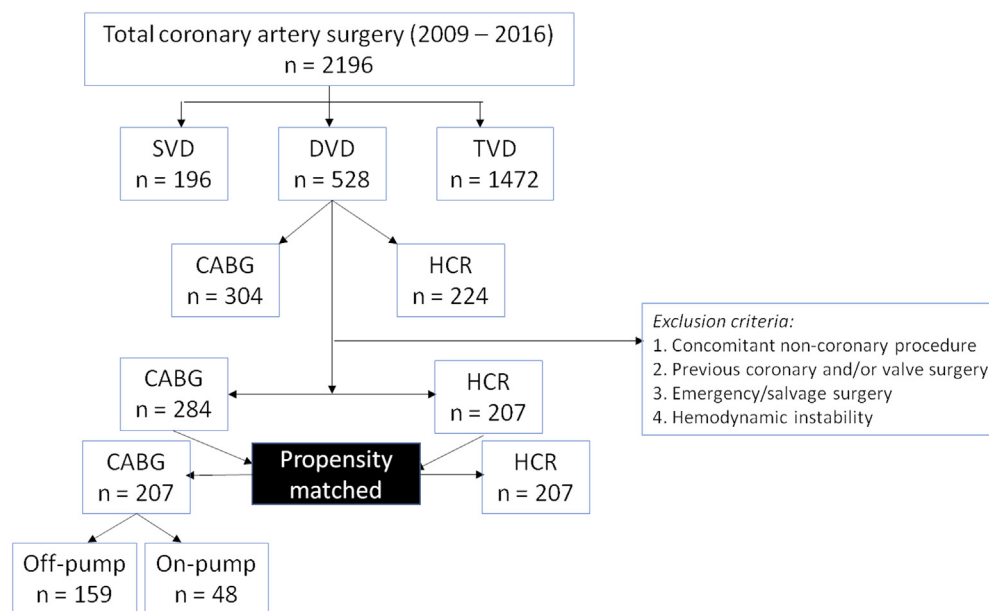 Total coronary artery surgery (2009 – 2016)
n = 2196
SVD
n = 196
DVD
n = 528
TVD
n = 1472
CABG
n = 304
HCR
n = 224
Exclusion criteria:
1. Concomitant non-coronary procedure
2. Previous coronary and/or valve surgery
3. Emergency/salvage surgery
4. Hemodynamic instability
CABG
n = 284
HCR
n = 207
CABG
n = 207
Propensity
matched
HCR
n = 207
Off-pump
n = 159
On-pump
n = 48